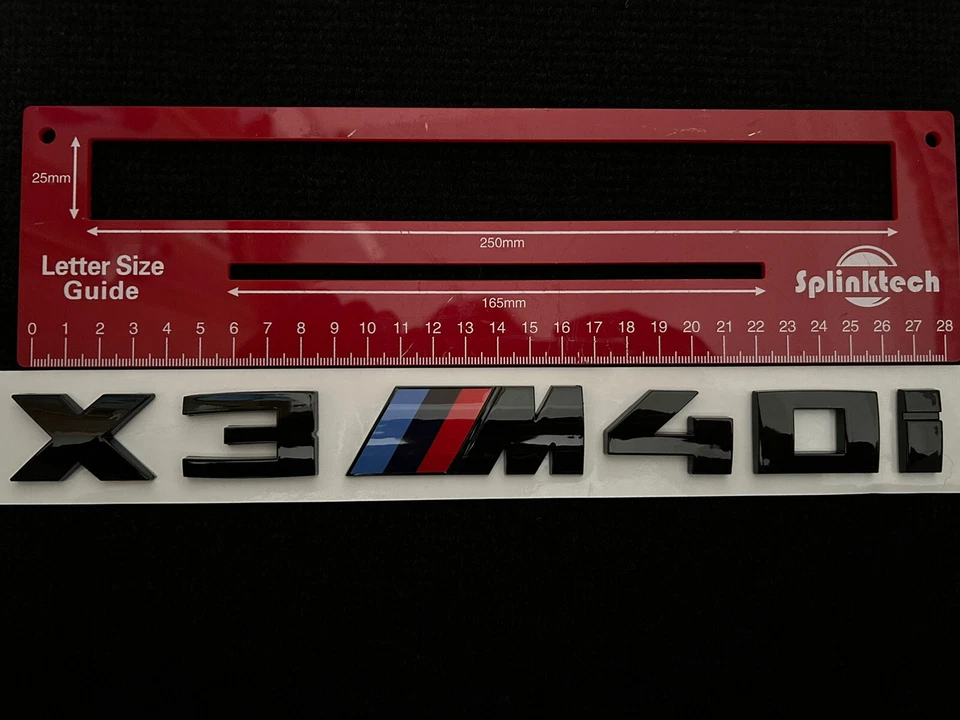 25mm
250mm
Letter Size
Guide
165mm
Splinktech
0 1 2 3 4 5 6 7 8 9 10 11 12 13 14 15 16 17 18 19 20 21 22 23 24 25 26 27 28
X3 M40i